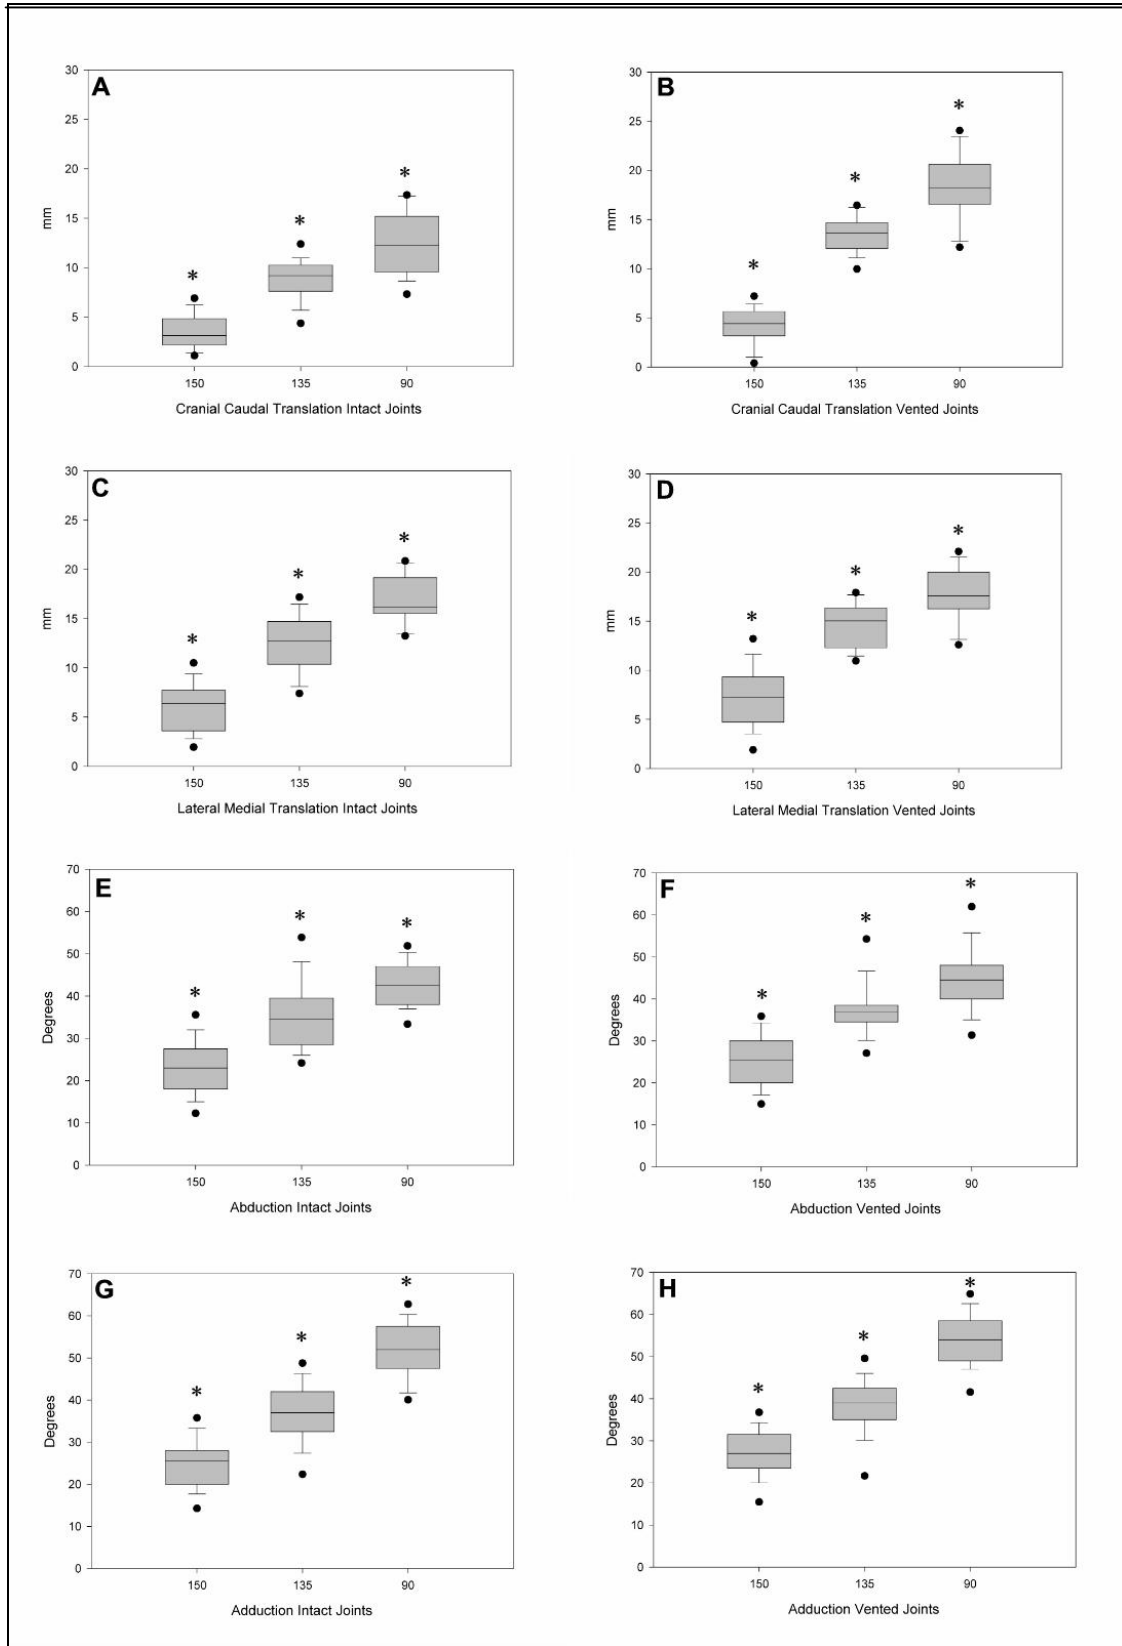 A
30
25
20
15
10
5
0
mm
* * *
150 135 90
Cranial Caudal Translation Intact Joints
B
30
25
20
15
10
5
0
mm
* * *
150 135 90
Cranial Caudal Translation Vented Joints
C
30
25
20
15
10
5
0
mm
* * *
150 135 90
Lateral Medial Translation Intact Joints
D
30
25
20
15
10
5
0
mm
* * *
150 135 90
Lateral Medial Translation Vented Joints
E
70
60
50
40
30
20
10
0
Degrees
* * *
150 135 90
Abduction Intact Joints
F
70
60
50
40
30
20
10
0
Degrees
* * *
150 135 90
Abduction Vented Joints
G
70
60
50
40
30
20
10
0
Degrees
* * *
150 135 90
Adduction Intact Joints
H
70
60
50
40
30
20
10
0
Degrees
* * *
150 135 90
Adduction Vented Joints